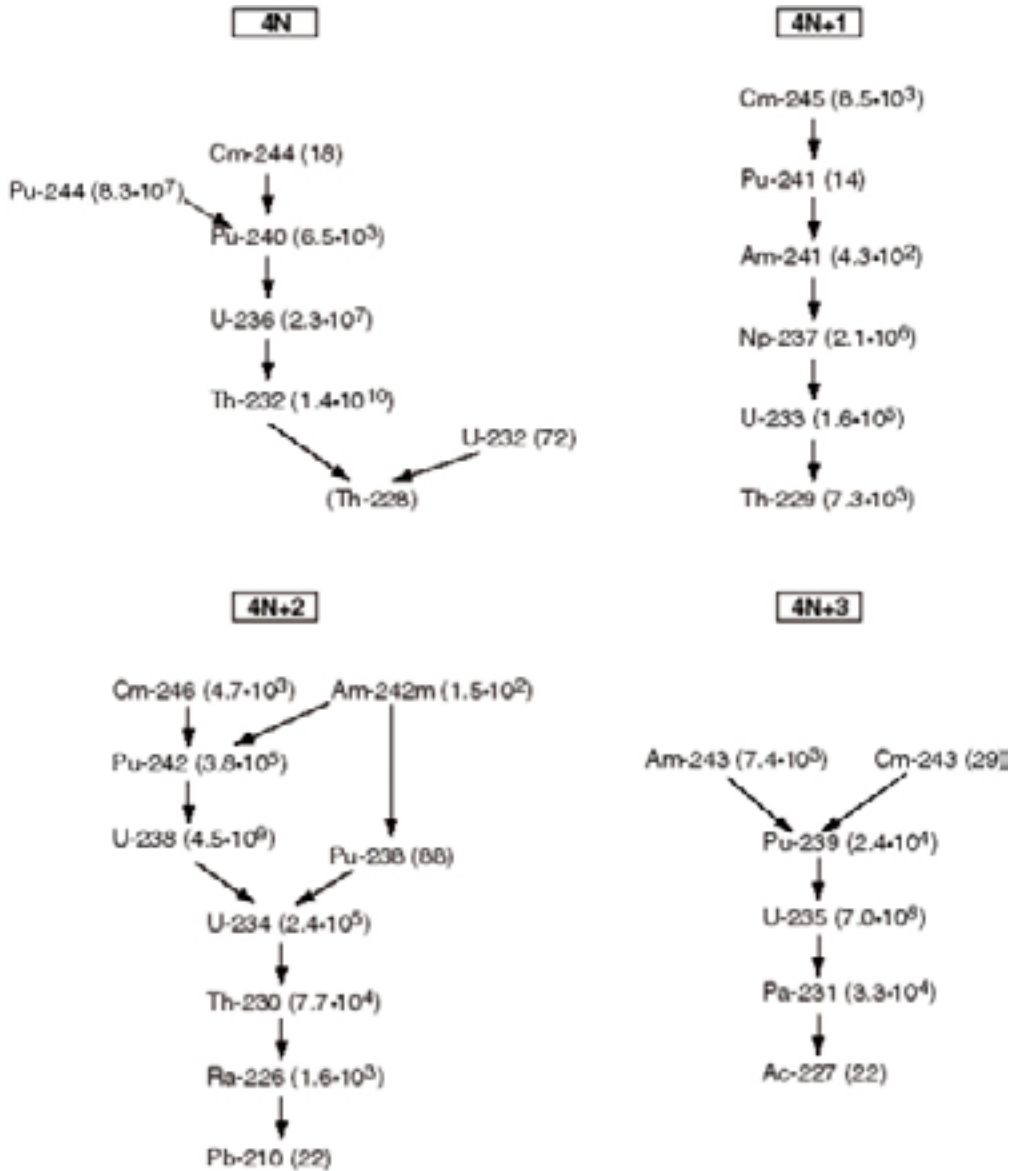 4N
Cm-244 (18)
Pu-244 (8.3•10⁷)
Pu-240 (6.5•10³)
U-236 (2.3•10⁷)
Th-232 (1.4•10¹⁰)
U-232 (72)
(Th-228)
4N+1
Cm-245 (8.5•10³)
Pu-241 (14)
Am-241 (4.3•10²)
Np-237 (2.1•10⁶)
U-233 (1.6•10⁵)
Th-229 (7.3•10³)
4N+2
Cm-246 (4.7•10³)
Am-242m (1.5•10²)
Pu-242 (3.8•10⁵)
U-238 (4.5•10⁹)
Pu-238 (88)
U-234 (2.4•10⁵)
Th-230 (7.7•10⁴)
Ra-226 (1.6•10³)
Pb-210 (22)
4N+3
Am-243 (7.4•10³)
Cm-243 (29)
Pu-239 (2.4•10⁴)
U-235 (7.0•10⁸)
Pa-231 (3.3•10⁴)
Ac-227 (22)